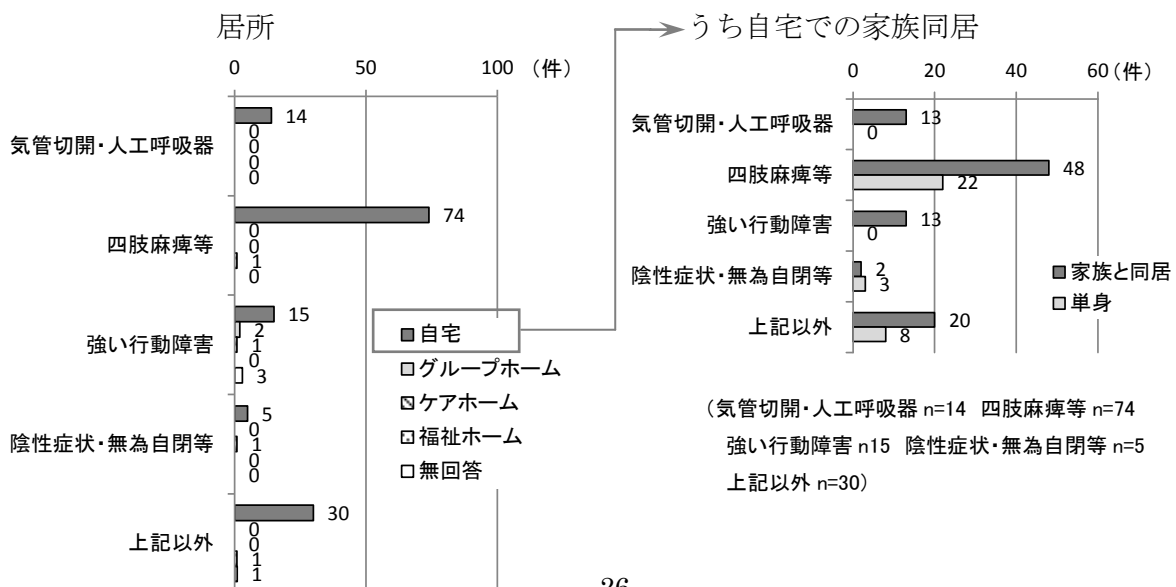 居所
0 50 100 (件)
気管切開・人工呼吸器
14
0
0
0
0
四肢麻痺等
74
0
0
1
0
強い行動障害
15
2
1
0
3
陰性症状・無為自閉等
5
0
1
0
0
上記以外
30
0
0
1
1
自宅
グループホーム
ケアホーム
福祉ホーム
無回答
うち自宅での家族同居
0 20 40 60 (件)
気管切開・人工呼吸器
13
0
四肢麻痺等
48
22
強い行動障害
13
0
陰性症状・無為自閉等
2
3
上記以外
20
8
家族と同居
単身
(気管切開・人工呼吸器 n=14 四肢麻痺等 n=74
強い行動障害 n15 陰性症状・無為自閉等 n=5
上記以外 n=30)